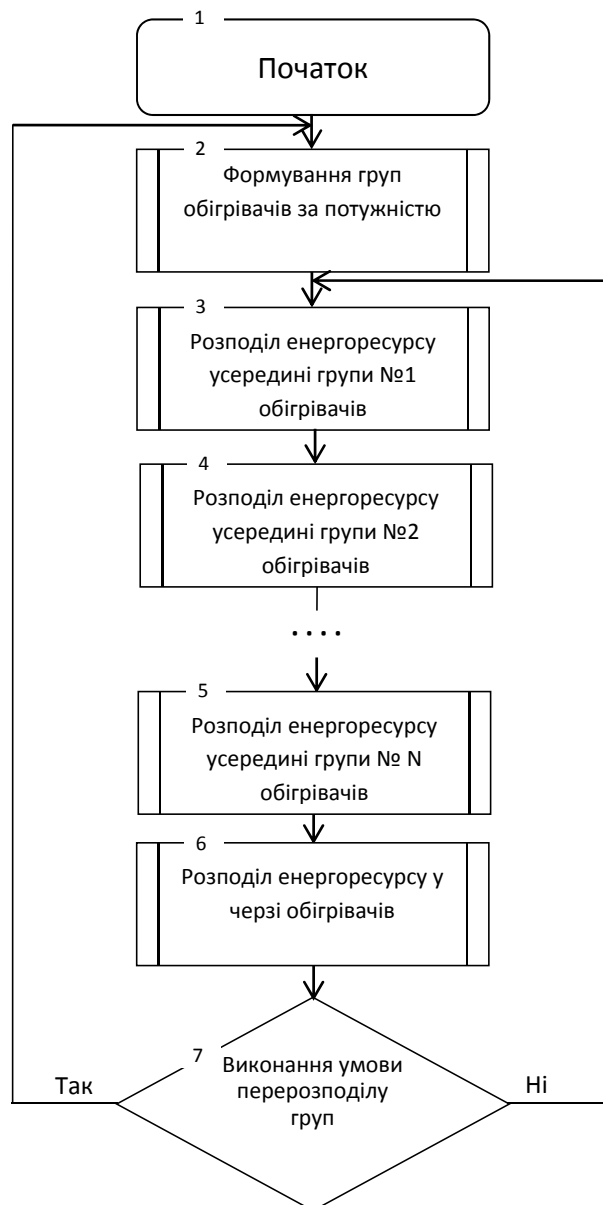 1
Початок
2
Формування груп
обігрівачів за потужністю
3
Розподіл енергоресурсу
усередині групи №1
обігрівачів
4
Розподіл енергоресурсу
усередині групи №2
обігрівачів
....
5
Розподіл енергоресурсу
усередині групи № N
обігрівачів
6
Розподіл енергоресурсу у
черзі обігрівачів
7
Виконання умови
перерозподілу
груп
Так
Ні